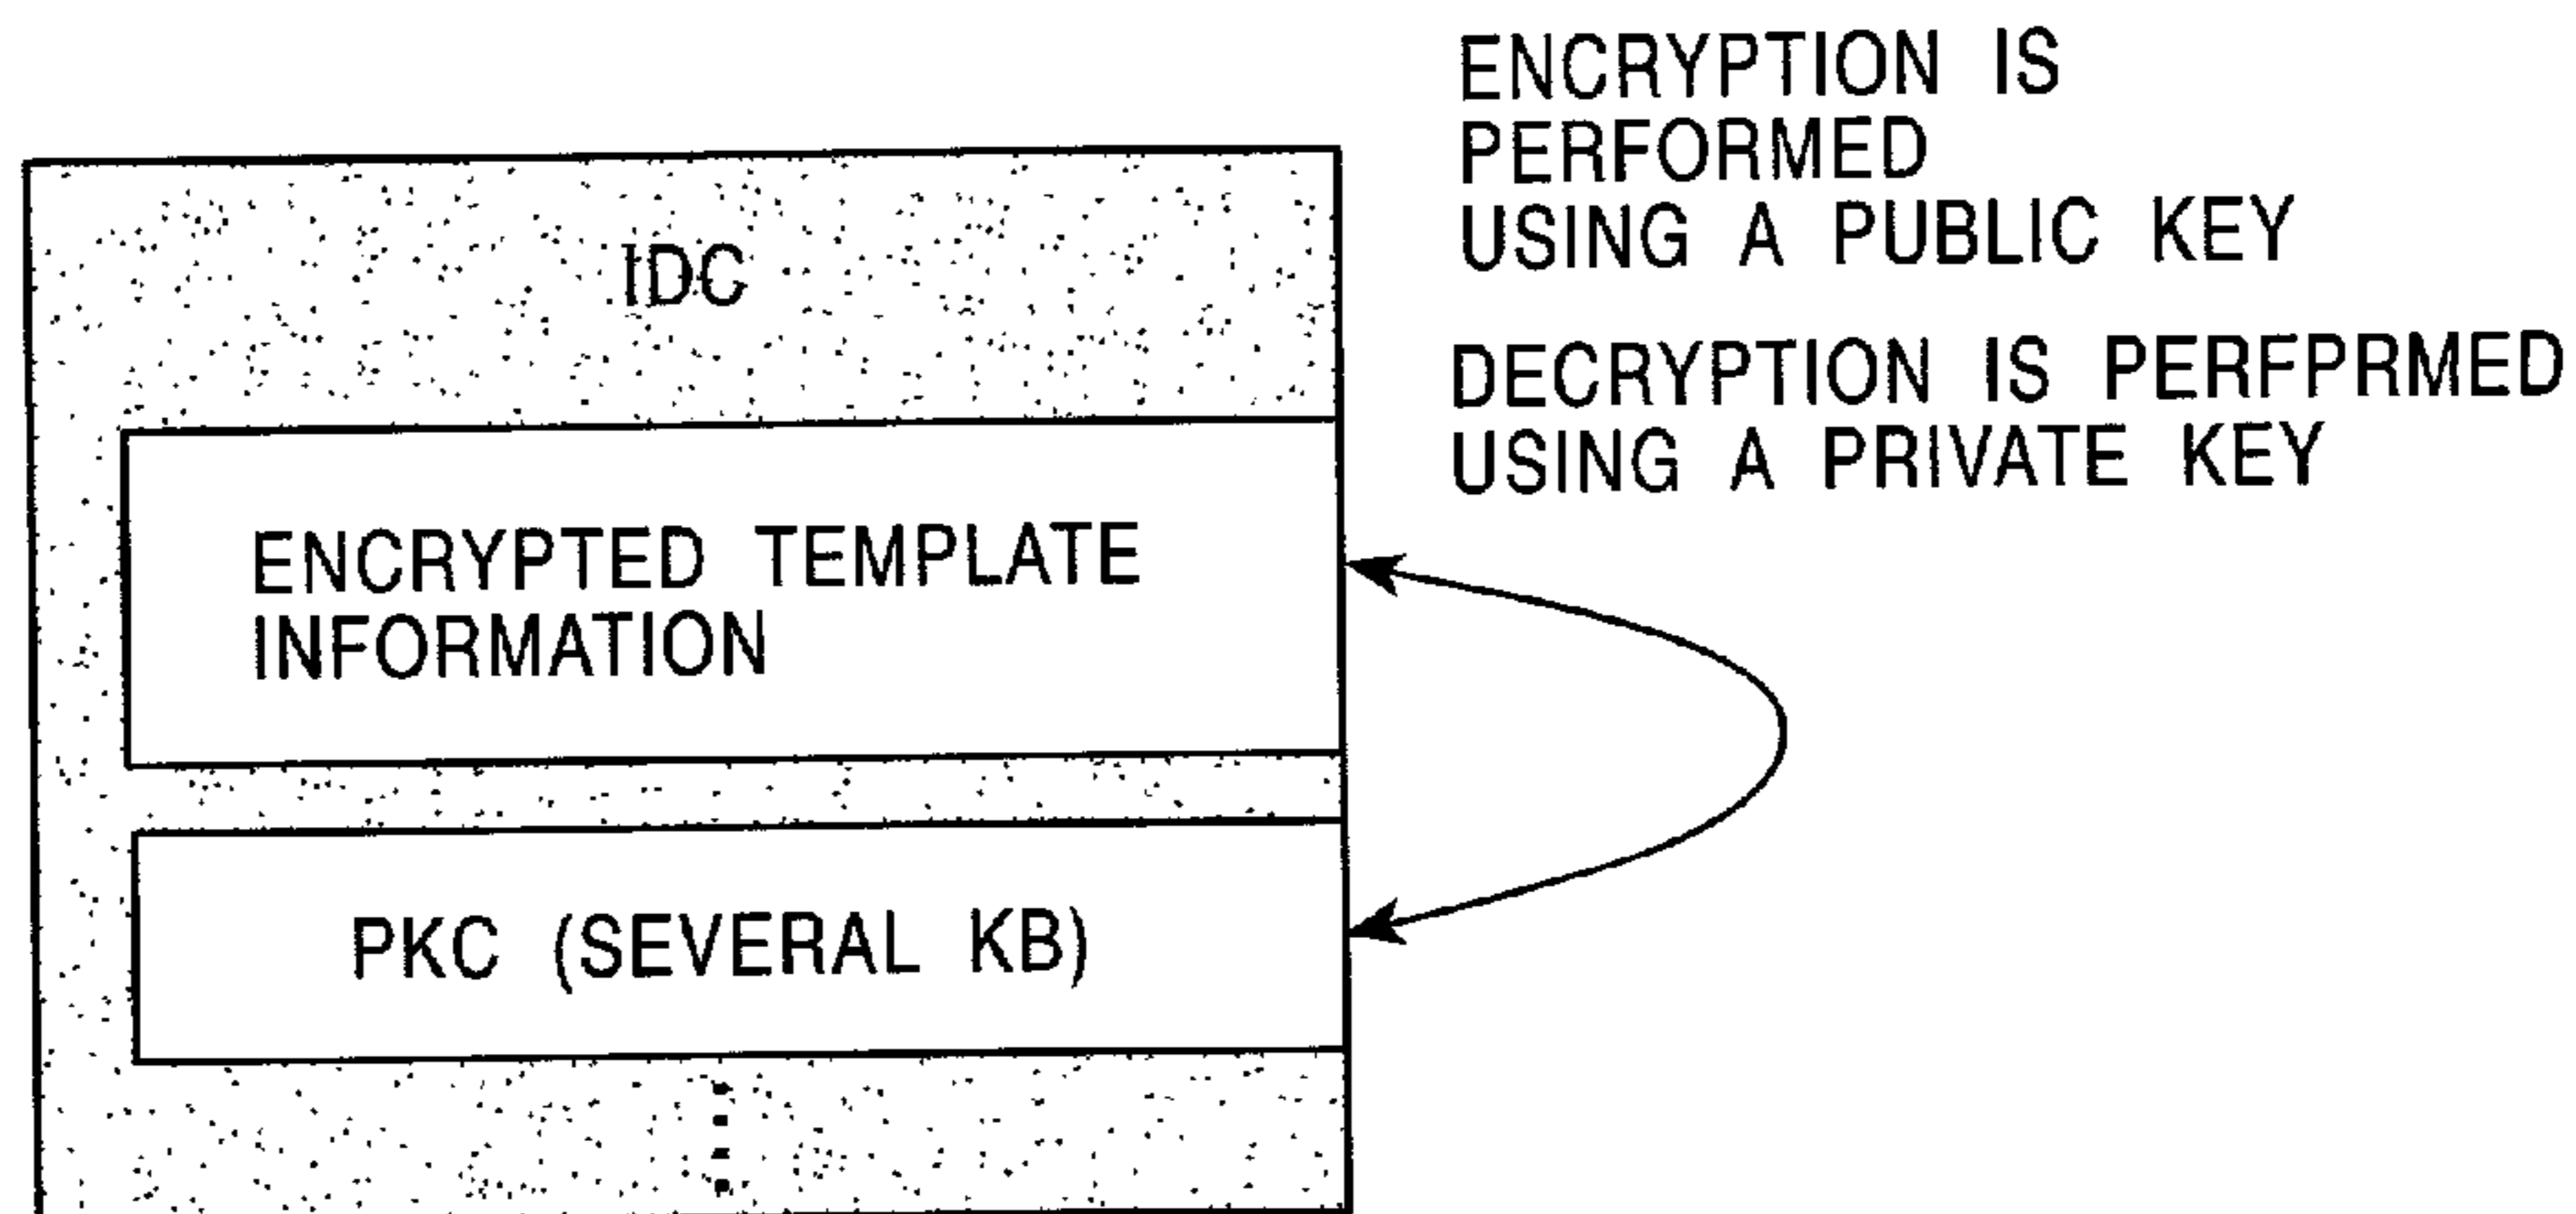 ENCRYPTION IS
PERFORMED
USING A PUBLIC KEY
DECRYPTION IS PERFPRMED
USING A PRIVATE KEY
IDC
ENCRYPTED TEMPLATE
INFORMATION
PKC (SEVERAL KB)